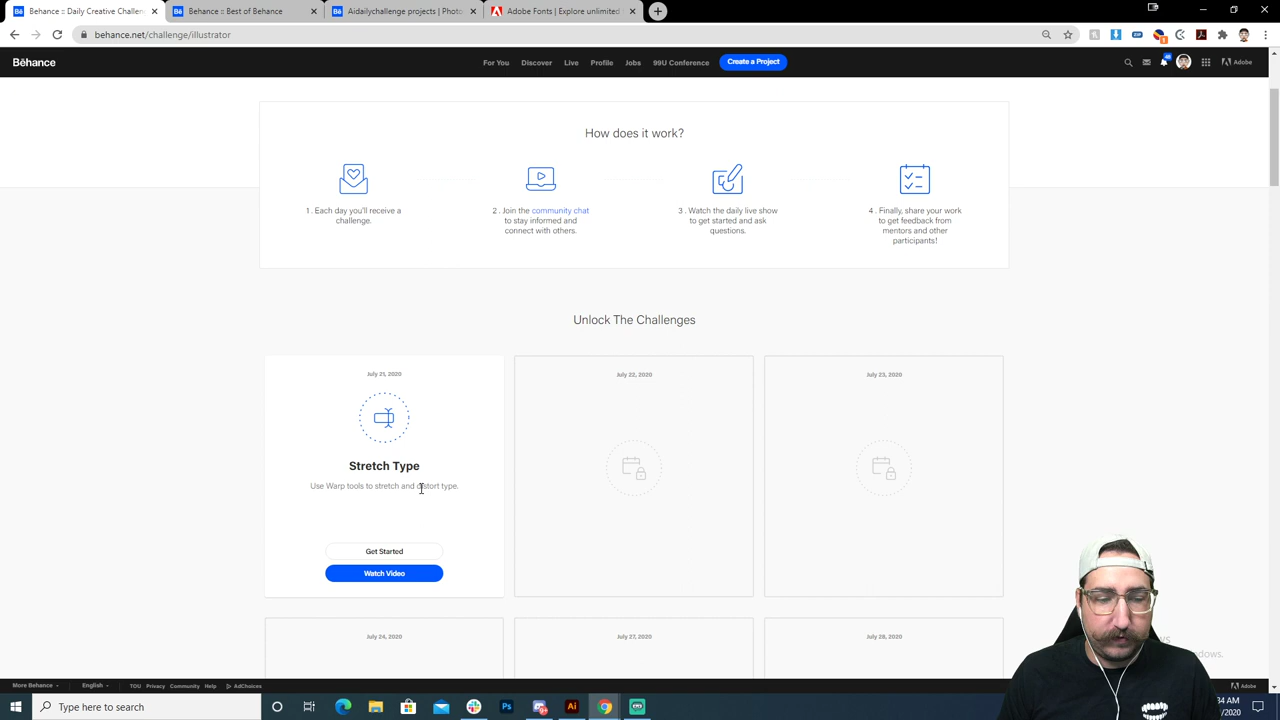 Behance :: Daily Creative Challen
Behance :: Best of Behance
Aidailychallenge projects | Photo
Adobe Fonts | Explore unlimited
behance.net/challenge/illustrator
Bēhance
For You
Discover
Live
Profile
Jobs
99U Conference
Create a Project
Adobe
How does it work?
1 . Each day you'll receive a
challenge.
2 . Join the community chat
to stay informed and
connect with others.
3 . Watch the daily live show
to get started and ask
questions.
4 . Finally, share your work
to get feedback from
mentors and other
participants!
Unlock The Challenges
July 21, 2020
Stretch Type
Use Warp tools to stretch and distort type.
Get Started
Watch Video
July 22, 2020
July 23, 2020
July 24, 2020
July 27, 2020
July 28, 2020
More Behance
English
TOU
Privacy
Community
Help
AdChoices
Adobe
Type here to search